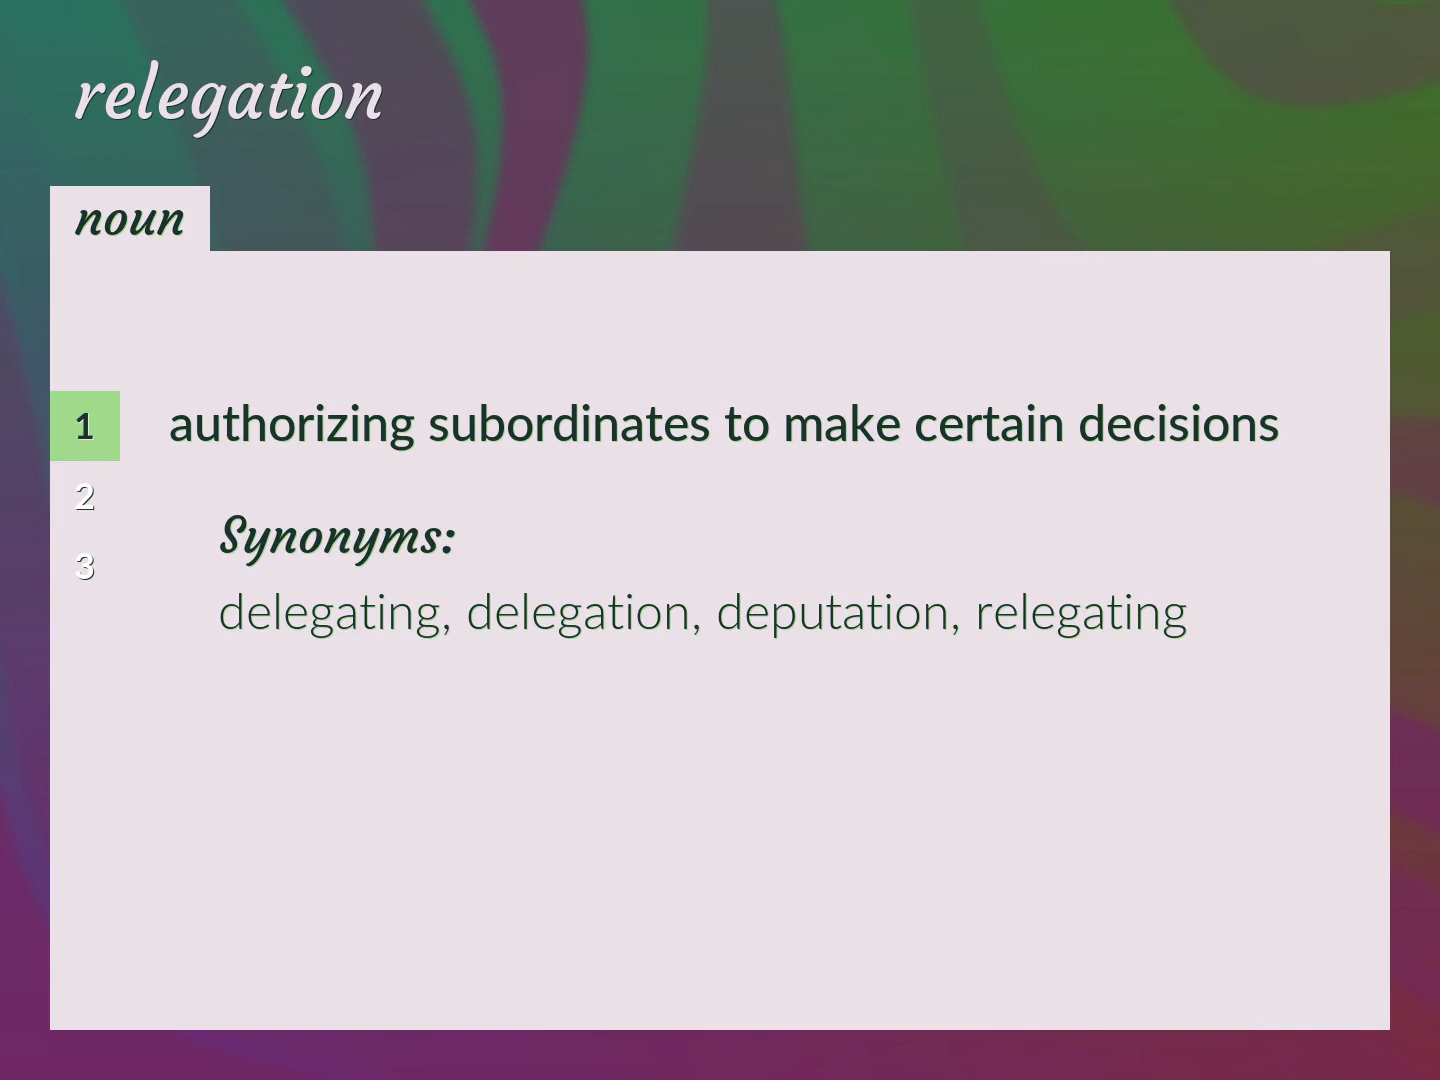 relegation
noun
1 authorizing subordinates to make certain decisions
2
Synonyms:
3
delegating, delegation, deputation, relegating